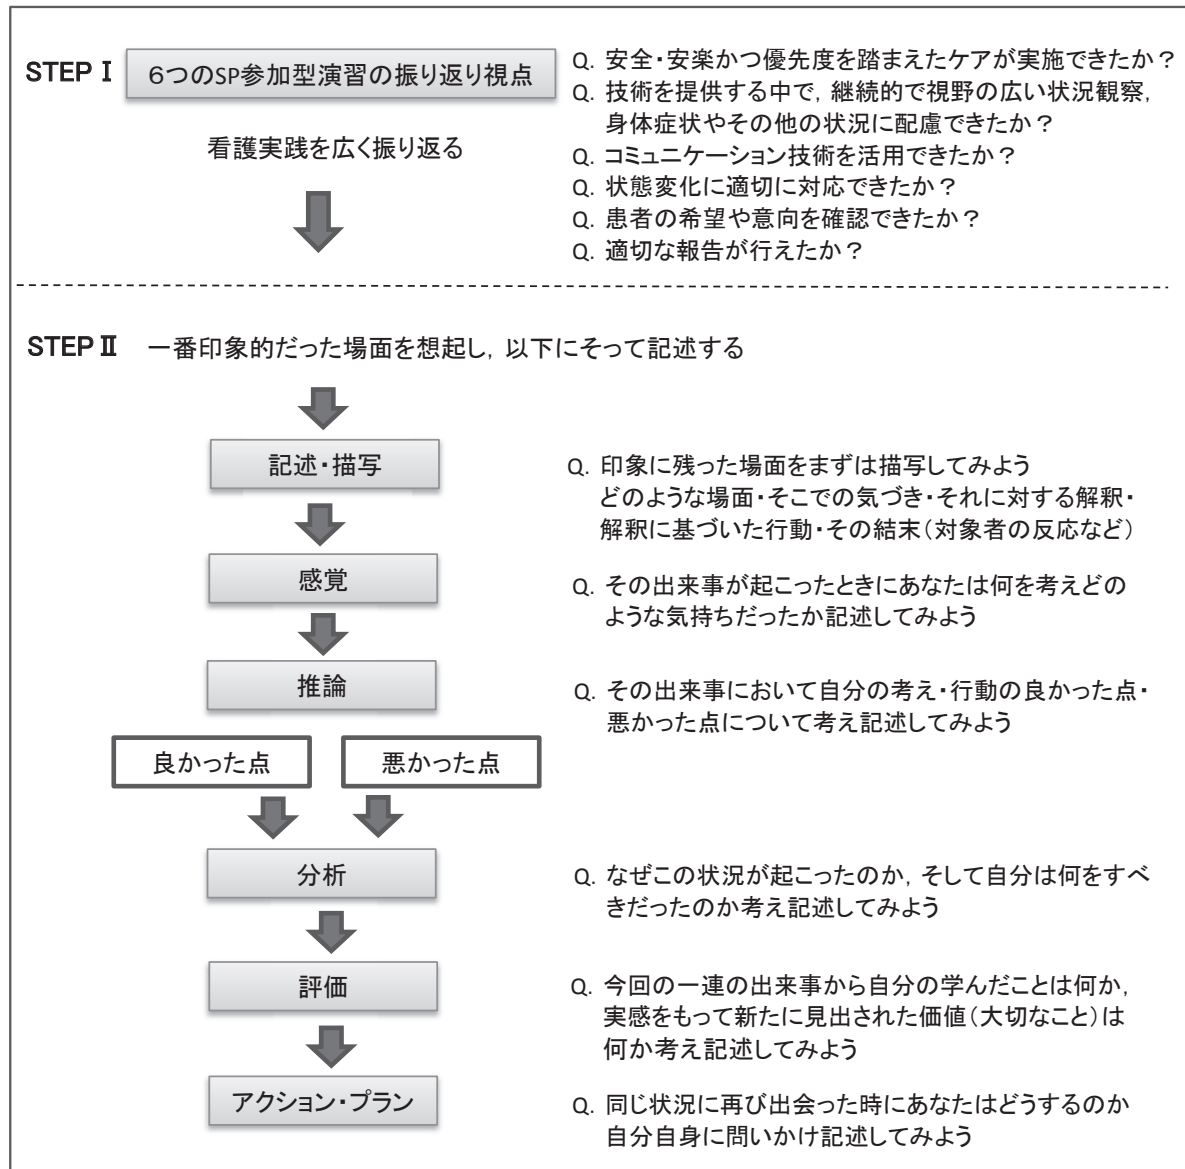 STEP Ⅰ
6つのSP参加型演習の振り返り視点
看護実践を広く振り返る
Q. 安全・安楽かつ優先度を踏まえたケアが実施できたか？
Q. 技術を提供する中で，継続的で視野の広い状況観察，
身体症状やその他の状況に配慮できたか？
Q. コミュニケーション技術を活用できたか？
Q. 状態変化に適切に対応できたか？
Q. 患者の希望や意向を確認できたか？
Q. 適切な報告が行えたか？
STEP Ⅱ 一番印象的だった場面を想起し，以下にそって記述する
記述・描写
Q. 印象に残った場面をまずは描写してみよう
どのような場面・そこでの気づき・それに対する解釈・
解釈に基づいた行動・その結末（対象者の反応など）
感覚
Q. その出来事が起こったときにあなたは何を考えどの
ような気持ちだったか記述してみよう
推論
Q. その出来事において自分の考え・行動の良かった点・
悪かった点について考え記述してみよう
良かった点
悪かった点
分析
Q. なぜこの状況が起こったのか，そして自分は何をすべ
きだったのか考え記述してみよう
評価
Q. 今回の一連の出来事から自分の学んだことは何か，
実感をもって新たに見出された価値（大切なこと）は
何か考え記述してみよう
アクション・プラン
Q. 同じ状況に再び出会った時にあなたはどうするのか
自分自身に問いかけ記述してみよう